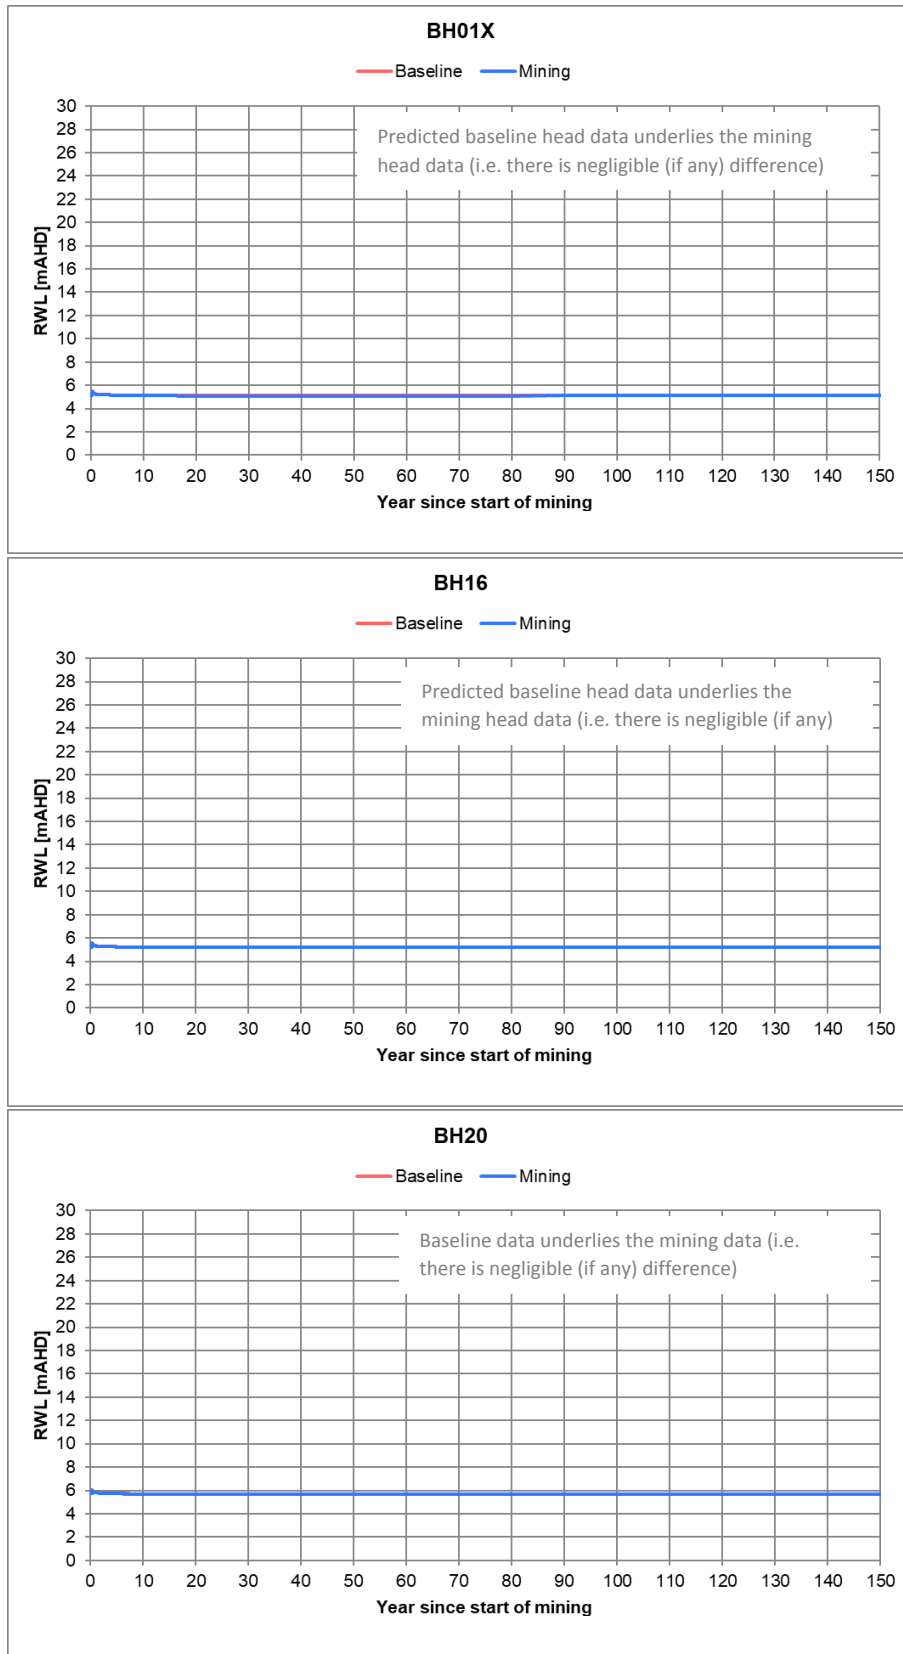 BH01X
Baseline Mining
Predicted baseline head data underlies the mining
head data (i.e. there is negligible (if any) difference)
RWL [mAHD]
30
28
26
24
22
20
18
16
14
12
10
8
6
4
2
0
0 10 20 30 40 50 60 70 80 90 100 110 120 130 140 150
Year since start of mining
BH16
Baseline Mining
Predicted baseline head data underlies the
mining head data (i.e. there is negligible (if any)
RWL [mAHD]
30
28
26
24
22
20
18
16
14
12
10
8
6
4
2
0
0 10 20 30 40 50 60 70 80 90 100 110 120 130 140 150
Year since start of mining
BH20
Baseline Mining
Baseline data underlies the mining data (i.e.
there is negligible (if any) difference)
RWL [mAHD]
30
28
26
24
22
20
18
16
14
12
10
8
6
4
2
0
0 10 20 30 40 50 60 70 80 90 100 110 120 130 140 150
Year since start of mining